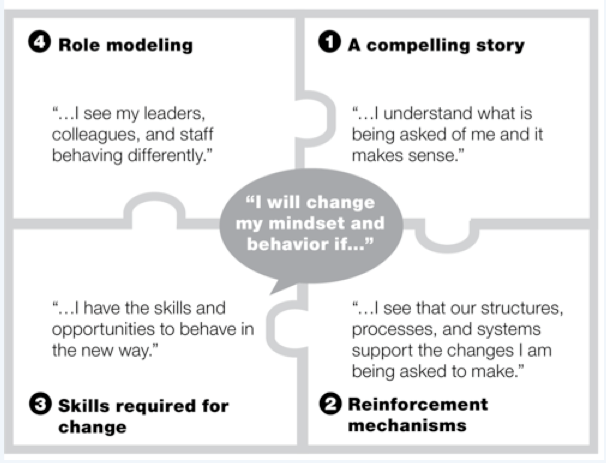 4 Role modeling
"...I see my leaders,
colleagues, and staff
behaving differently."
1 A compelling story
"...I understand what is
being asked of me and it
makes sense."
"I will change
my mindset and
behavior if..."
"...I have the skills and
opportunities to behave in
the new way."
3 Skills required for
change
"...I see that our structures,
processes, and systems
support the changes I am
being asked to make."
2 Reinforcement
mechanisms